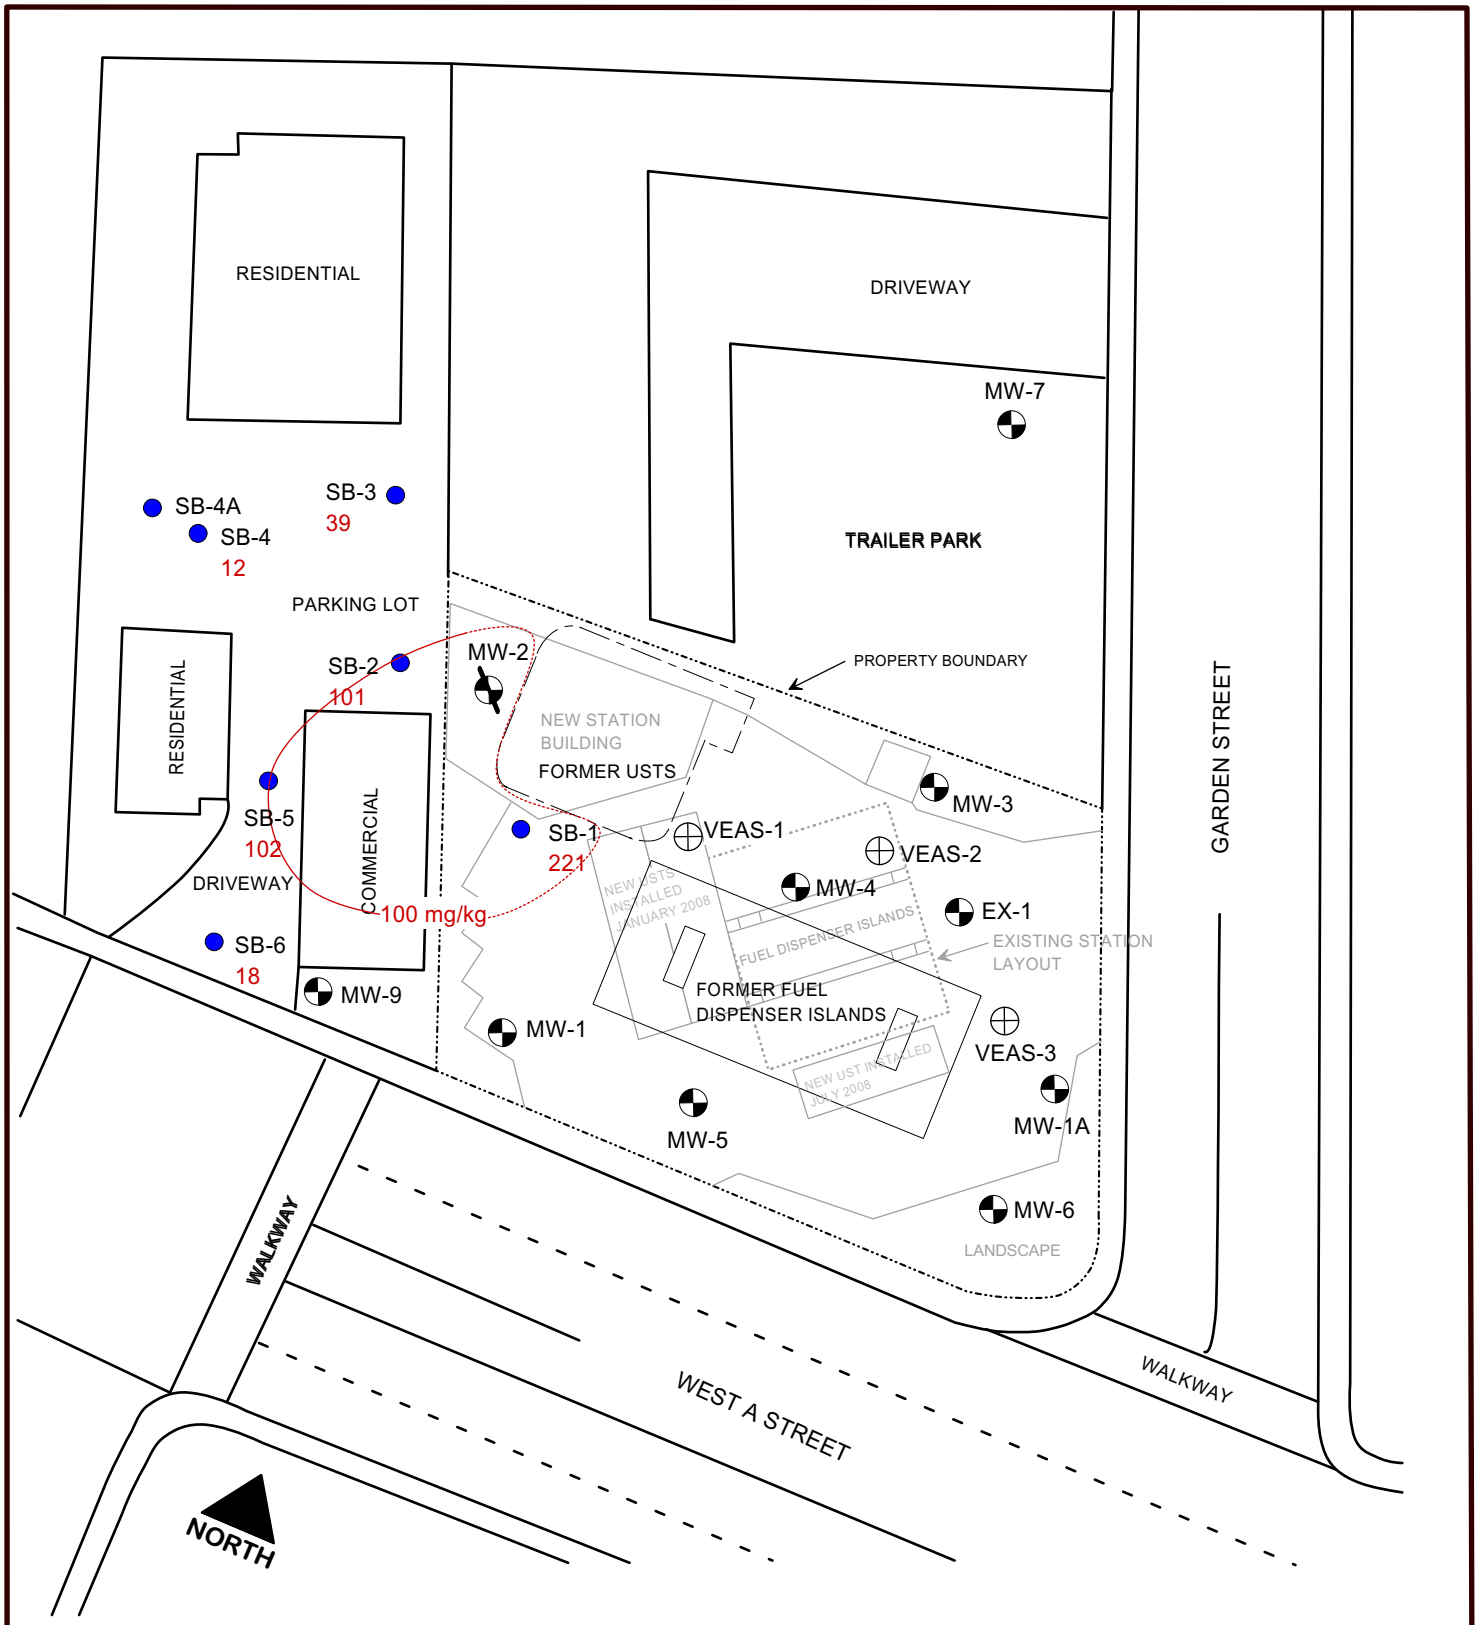 RESIDENTIAL
DRIVEWAY
MW-7
SB-4A
SB-3
39
SB-4
12
TRAILER PARK
PARKING LOT
MW-2
SB-2
101
PROPERTY BOUNDARY
RESIDENTIAL
NEW STATION
BUILDING
FORMER USTS
GARDEN STREET
MW-3
SB-5
102
COMMERCIAL
SB-1
221
VEAS-1
VEAS-2
DRIVEWAY
NEW USTS
INSTALLED
JANUARY 2008
MW-4
100 mg/kg
EX-1
FUEL DISPENSER ISLANDS
SB-6
18
EXISTING STATION
LAYOUT
MW-9
FORMER FUEL
DISPENSER ISLANDS
MW-1
VEAS-3
NEW UST INSTALLED
JULY 2008
MW-5
MW-1A
MW-6
LANDSCAPE
WALKWAY
WALKWAY
WEST A STREET
NORTH